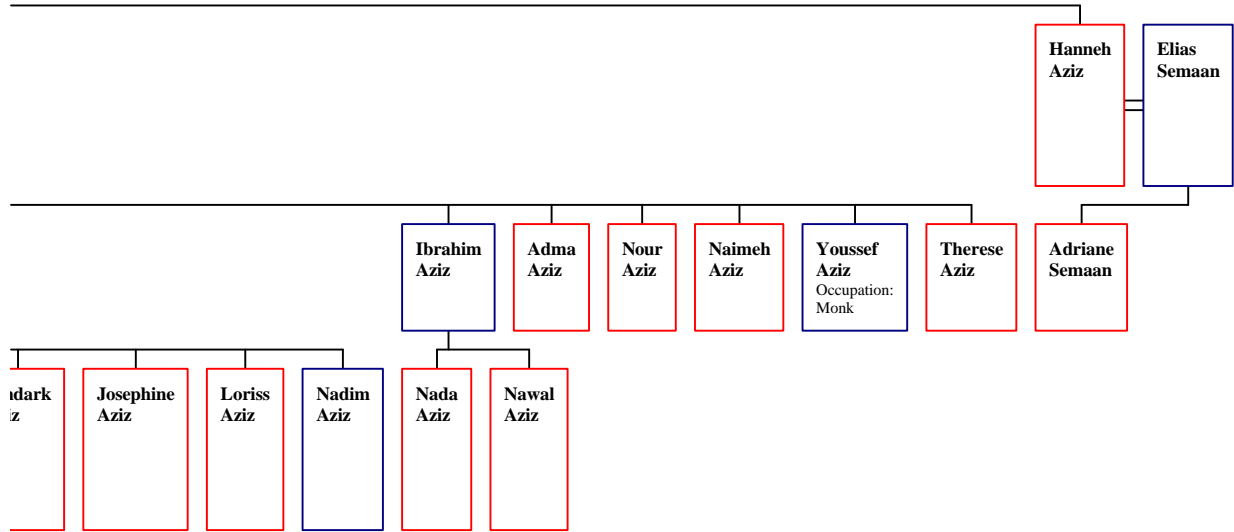 Hanneh
Aziz
Elias
Semaan
Ibrahim
Aziz
Adma
Aziz
Nour
Aziz
Naimeh
Aziz
Youssef
Aziz
Occupation:
Monk
Therese
Aziz
Adriane
Semaan
Josephine
Aziz
Loriss
Aziz
Nadim
Aziz
Nada
Aziz
Nawal
Aziz